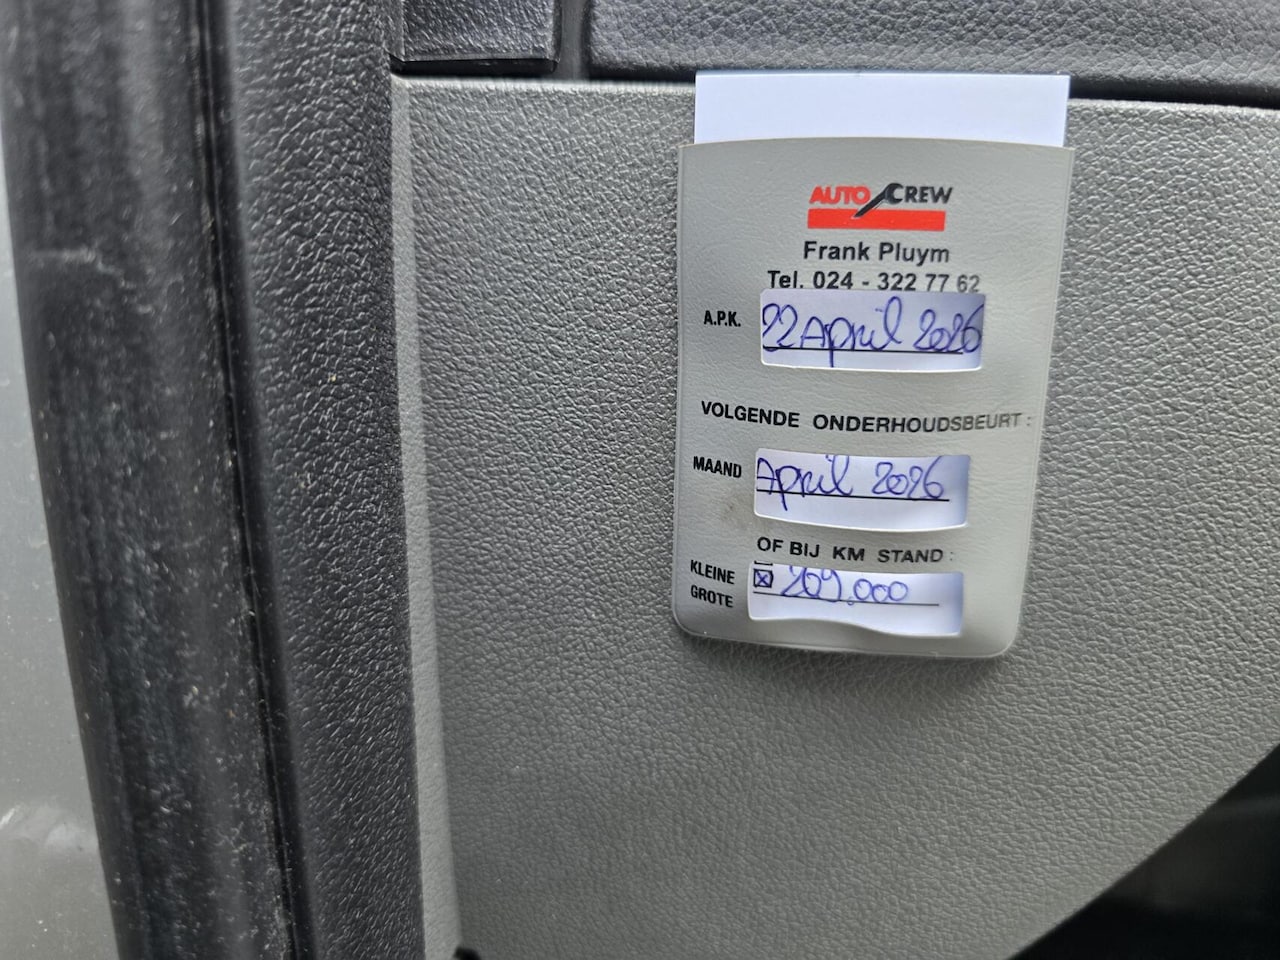 AUTO CREW
Frank Pluym
Tel. 024 - 322 77 62
A.P.K. 22 April 2026
VOLGENDE ONDERHOUDSBEURT:
MAAND April 2026
OF BIJ KM STAND:
KLEINE 209.000
GROTE